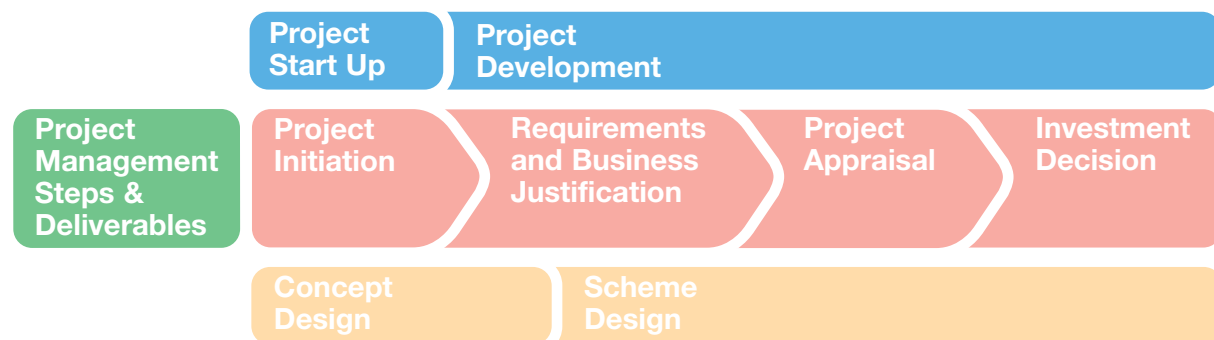 Project
Start Up
Project
Development
Project
Management
Steps &
Deliverables
Project
Initiation
Requirements
and Business
Justification
Project
Appraisal
Investment
Decision
Concept
Design
Scheme
Design